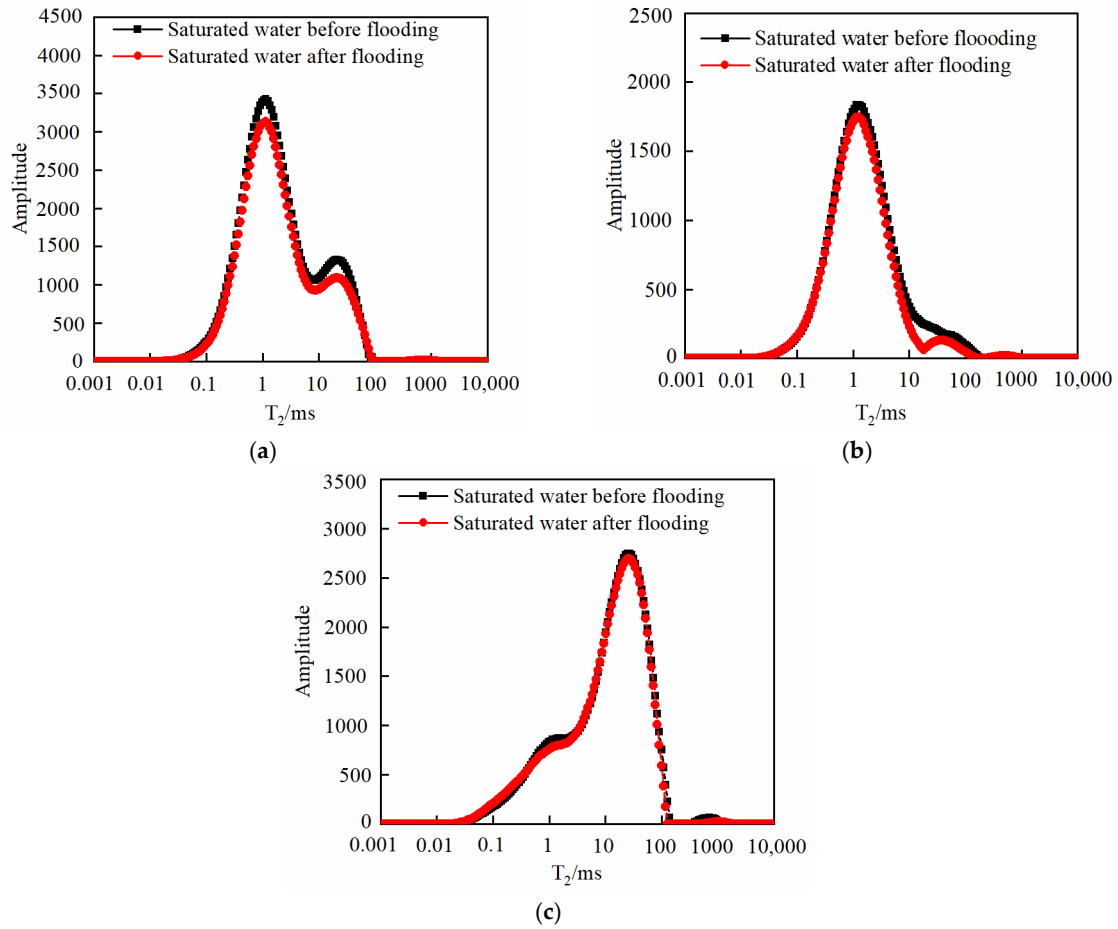 Saturated water before flooding
Saturated water after flooding
4500
4000
3500
3000
2500
2000
1500
1000
500
0
Amplitude
0.001 0.01 0.1 1 10 100 1000 10,000
T2/ms
(a)
Saturated water before floooding
Saturated water after flooding
2500
2000
1500
1000
500
0
Amplitude
0.001 0.01 0.1 1 10 100 1000 10,000
T2/ms
(b)
Saturated water before flooding
Saturated water after flooding
3500
3000
2500
2000
1500
1000
500
0
Amplitude
0.001 0.01 0.1 1 10 100 1000 10,000
T2/ms
(c)